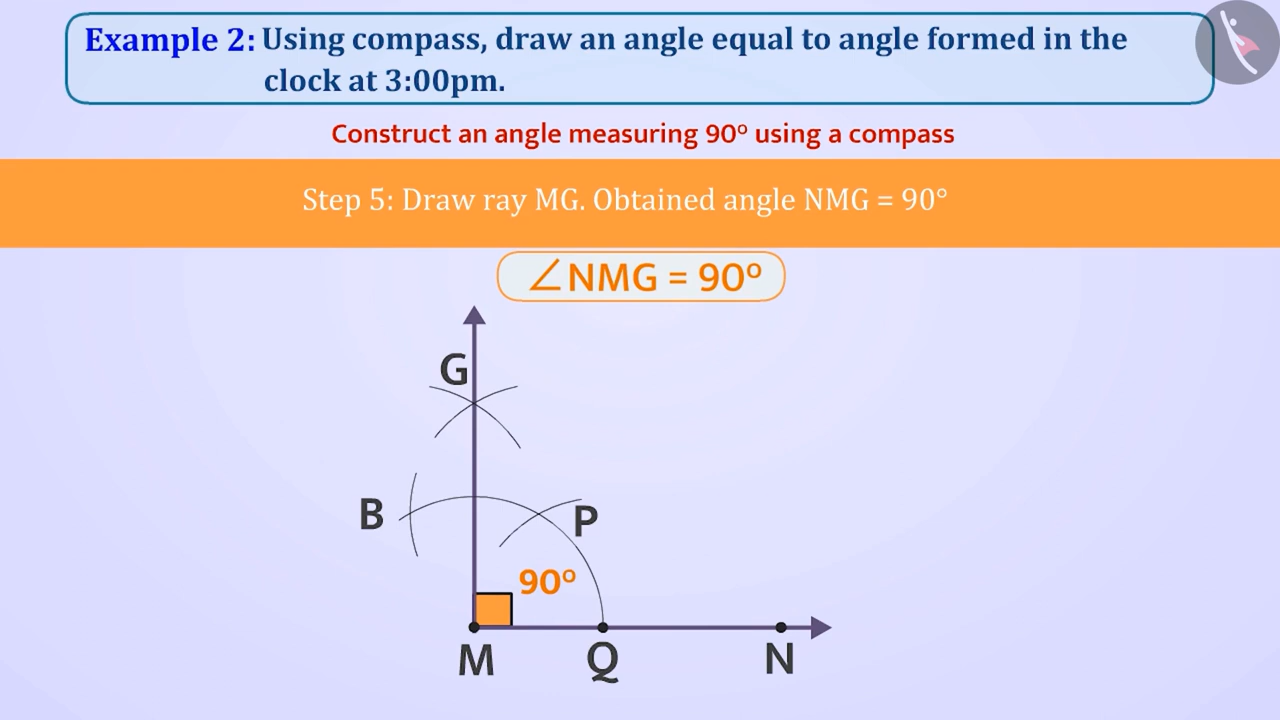 Example 2: Using compass, draw an angle equal to angle formed in the
clock at 3:00pm.
Construct an angle measuring 90° using a compass
Step 5: Draw ray MG. Obtained angle NMG = 90°
∠NMG = 90°
G
B
P
90°
M
Q
N